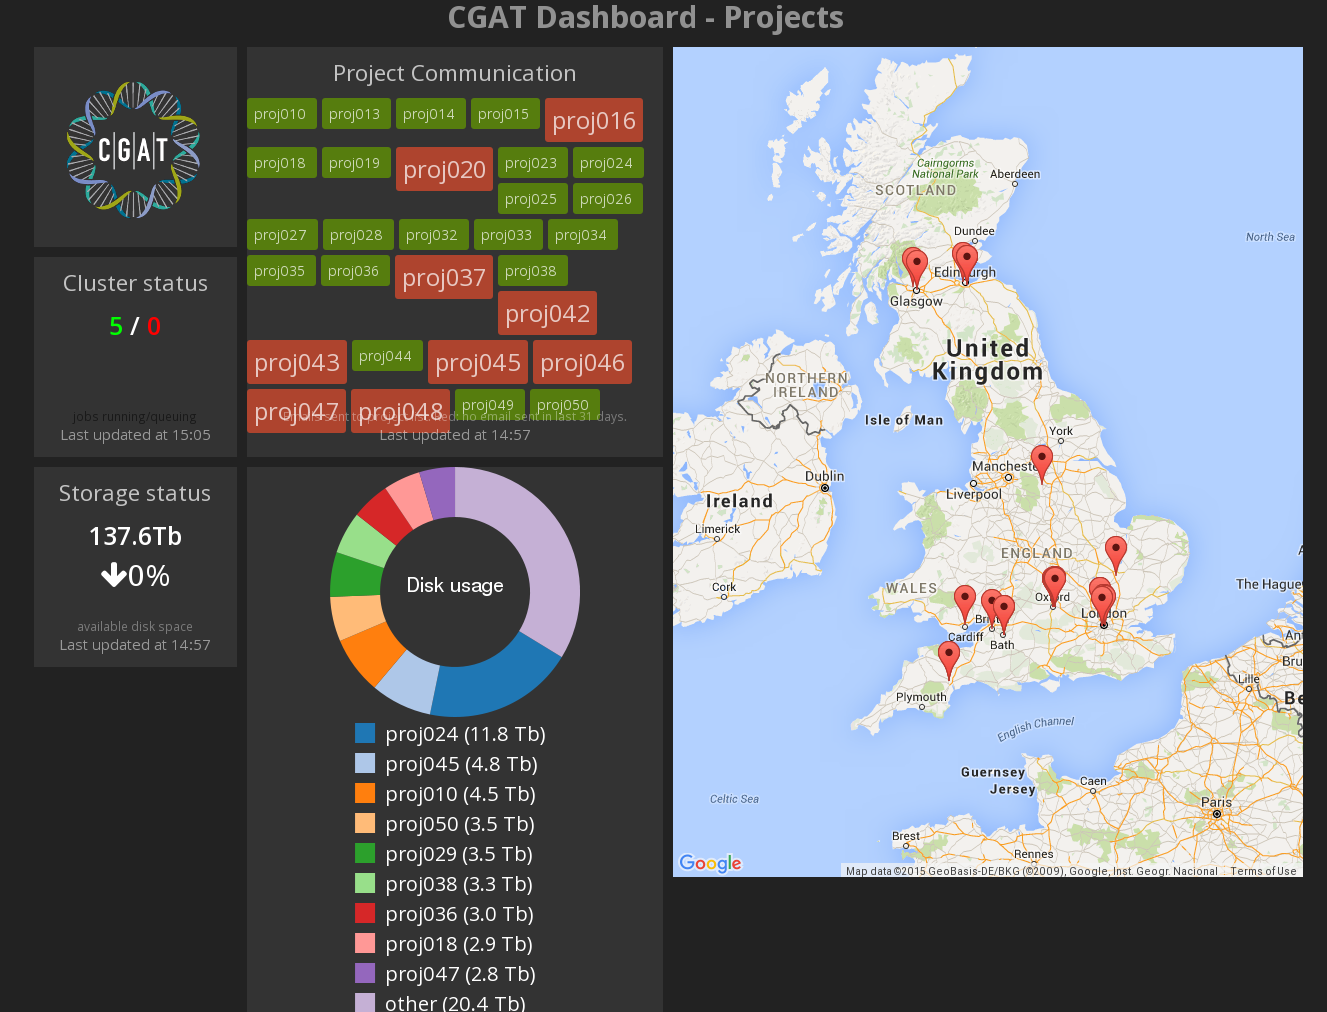 CGAT Dashboard - Projects
CGAT
Cluster status
5 / 0
jobs running/queuing
Last updated at 15:05
Storage status
137.6Tb
0%
available disk space
Last updated at 14:57
Project Communication
proj010 proj013 proj014 proj015 proj016
proj018 proj019 proj020 proj023 proj024
proj025 proj026
proj027 proj028 proj032 proj033 proj034
proj035 proj036 proj037 proj038
proj042
proj043 proj044 proj045 proj046
proj047 proj048 proj049 proj050
no email sent in last 31 days.
Last updated at 14:57
Disk usage
proj024 (11.8 Tb)
proj045 (4.8 Tb)
proj010 (4.5 Tb)
proj050 (3.5 Tb)
proj029 (3.5 Tb)
proj038 (3.3 Tb)
proj036 (3.0 Tb)
proj018 (2.9 Tb)
proj047 (2.8 Tb)
other (20.4 Tb)
Cairngorms
National Park
Aberdeen
SCOTLAND
Dundee
North Sea
Edinburgh
Glasgow
United
Kingdom
NORTHERN
IRELAND
Isle of Man
York
Manchester
Dublin
Liverpool
Ireland
Limerick
ENGLAND
WALES
Cork
The Hague
Oxford
London
Bristol
Cardiff
Bath
Plymouth
Lille
English Channel
Guernsey
Jersey
Caen
Celtic Sea
Paris
Brest
Rennes
Google
Map data ©2015 GeoBasis-DE/BKG (©2009), Google, Inst. Geogr. Nacional
Terms of Use